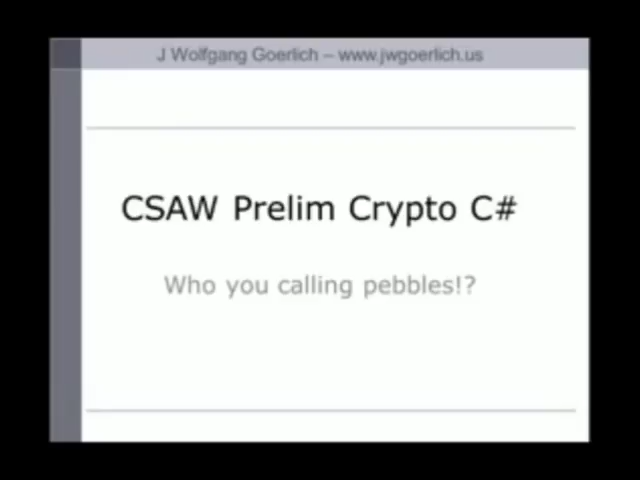 J Wolfgang Goerlich – www.jwgoerlich.us
CSAW Prelim Crypto C#
Who you calling pebbles!?